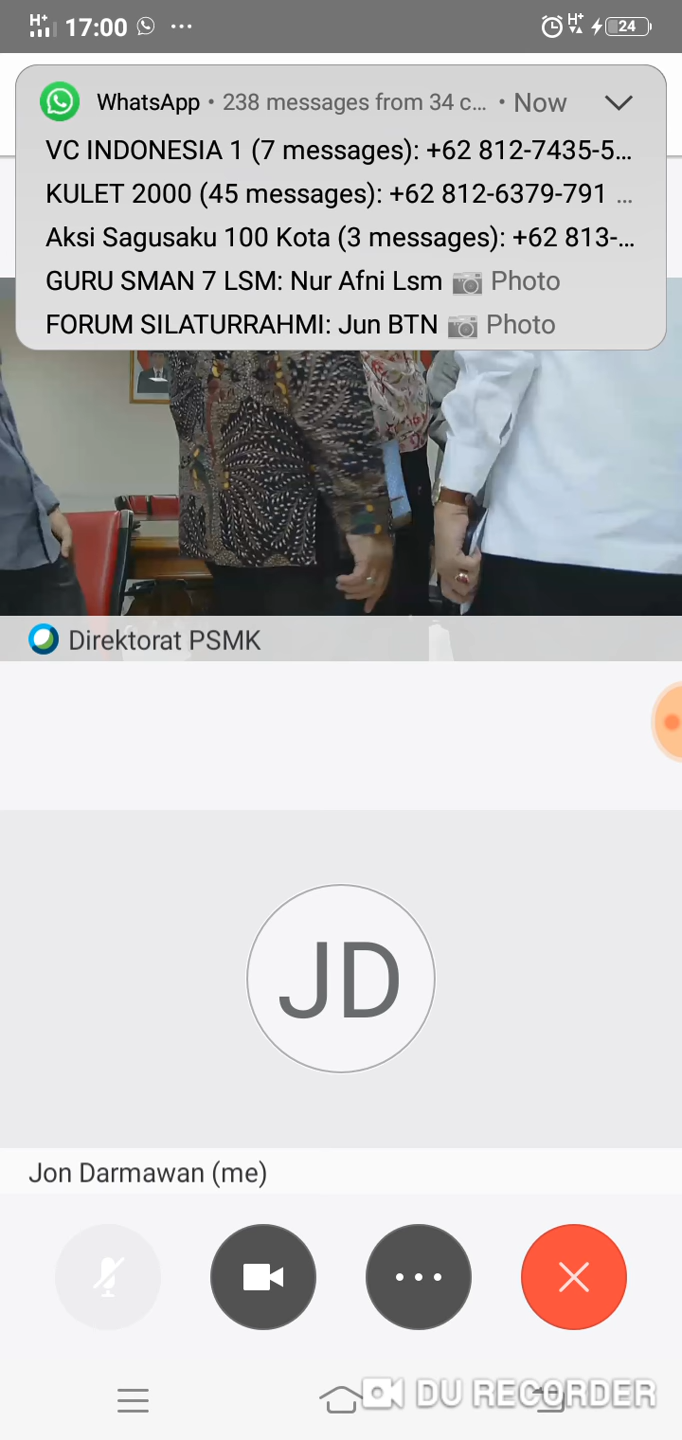 H+ 17:00 ... H+ 24
WhatsApp • 238 messages from 34 c... • Now
VC INDONESIA 1 (7 messages): +62 812-7435-5...
KULET 2000 (45 messages): +62 812-6379-791 ...
Aksi Sagusaku 100 Kota (3 messages): +62 813-...
GURU SMAN 7 LSM: Nur Afni Lsm 📷 Photo
FORUM SILATURRAHMI: Jun BTN 📷 Photo
Direktorat PSMK
JD
Jon Darmawan (me)
DU RECORDER